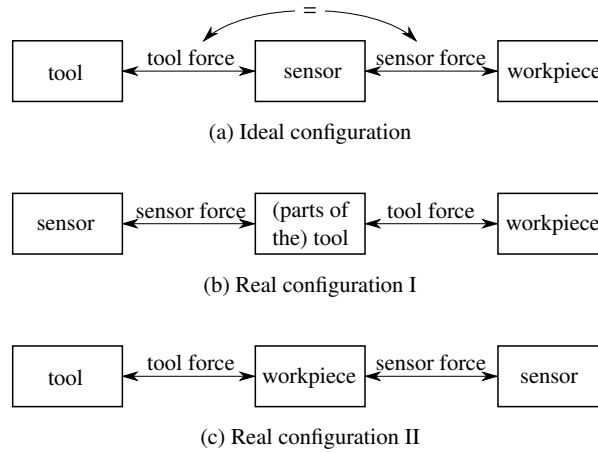 =
tool force
sensor force
tool
sensor
workpiece
(a) Ideal configuration
sensor force
tool force
sensor
(parts of
the) tool
workpiece
(b) Real configuration I
tool force
sensor force
tool
workpiece
sensor
(c) Real configuration II